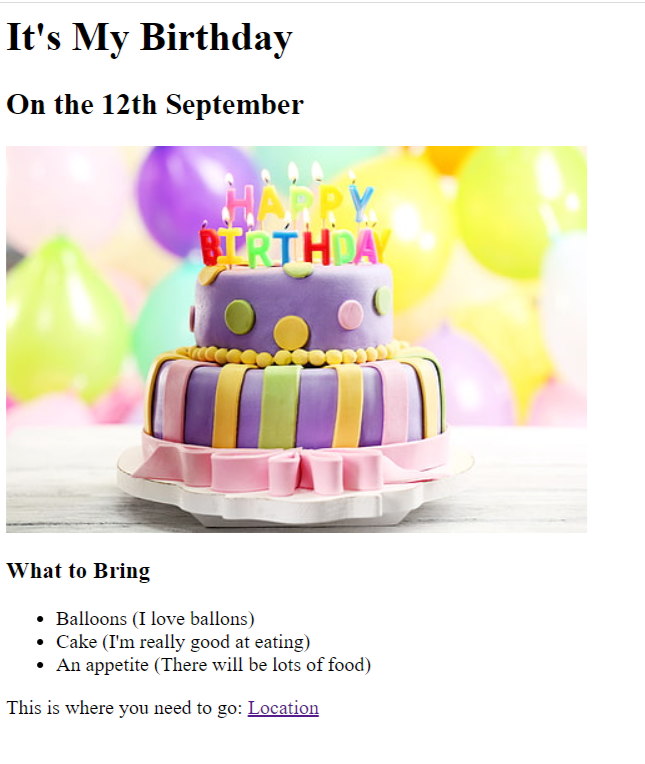 It's My Birthday
On the 12th September
HAPPY
BIRTHDAY
What to Bring
Balloons (I love ballons)
Cake (I'm really good at eating)
An appetite (There will be lots of food)
This is where you need to go: Location